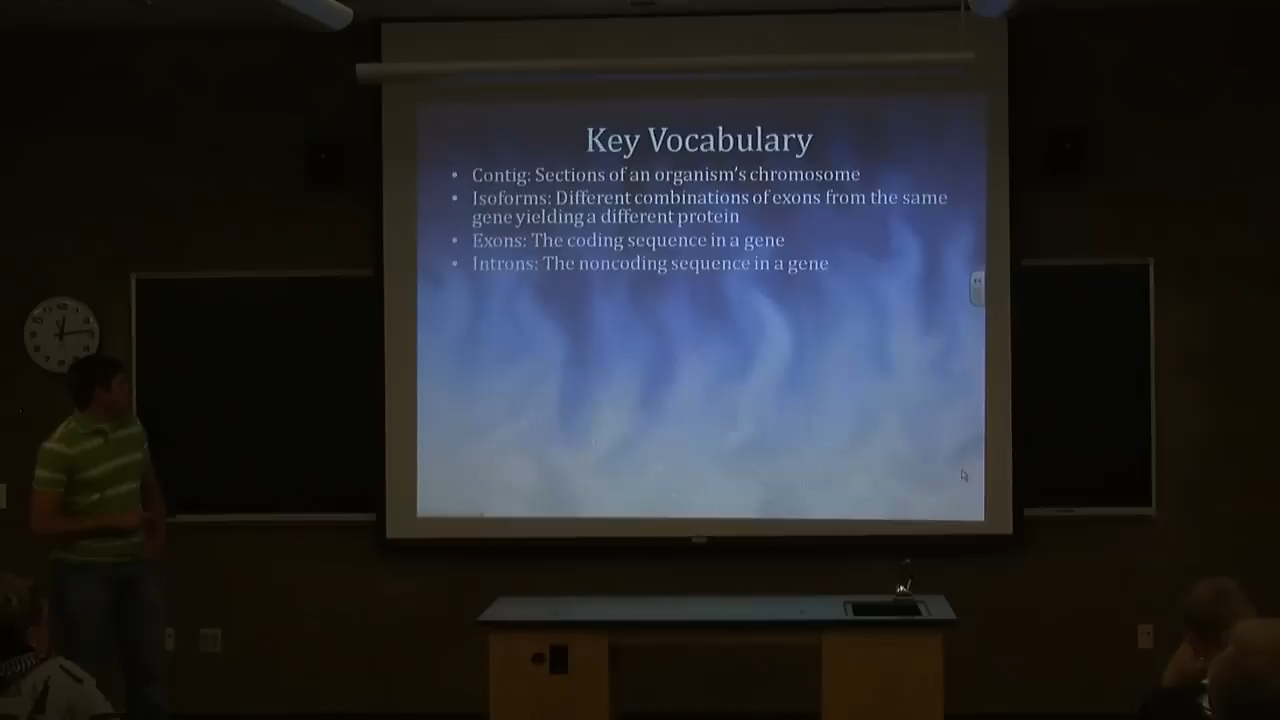 Key Vocabulary
• Contig: Sections of an organism's chromosome
• Isoforms: Different combinations of exons from the same
gene yielding a different protein
• Exons: The coding sequence in a gene
• Introns: The noncoding sequence in a gene